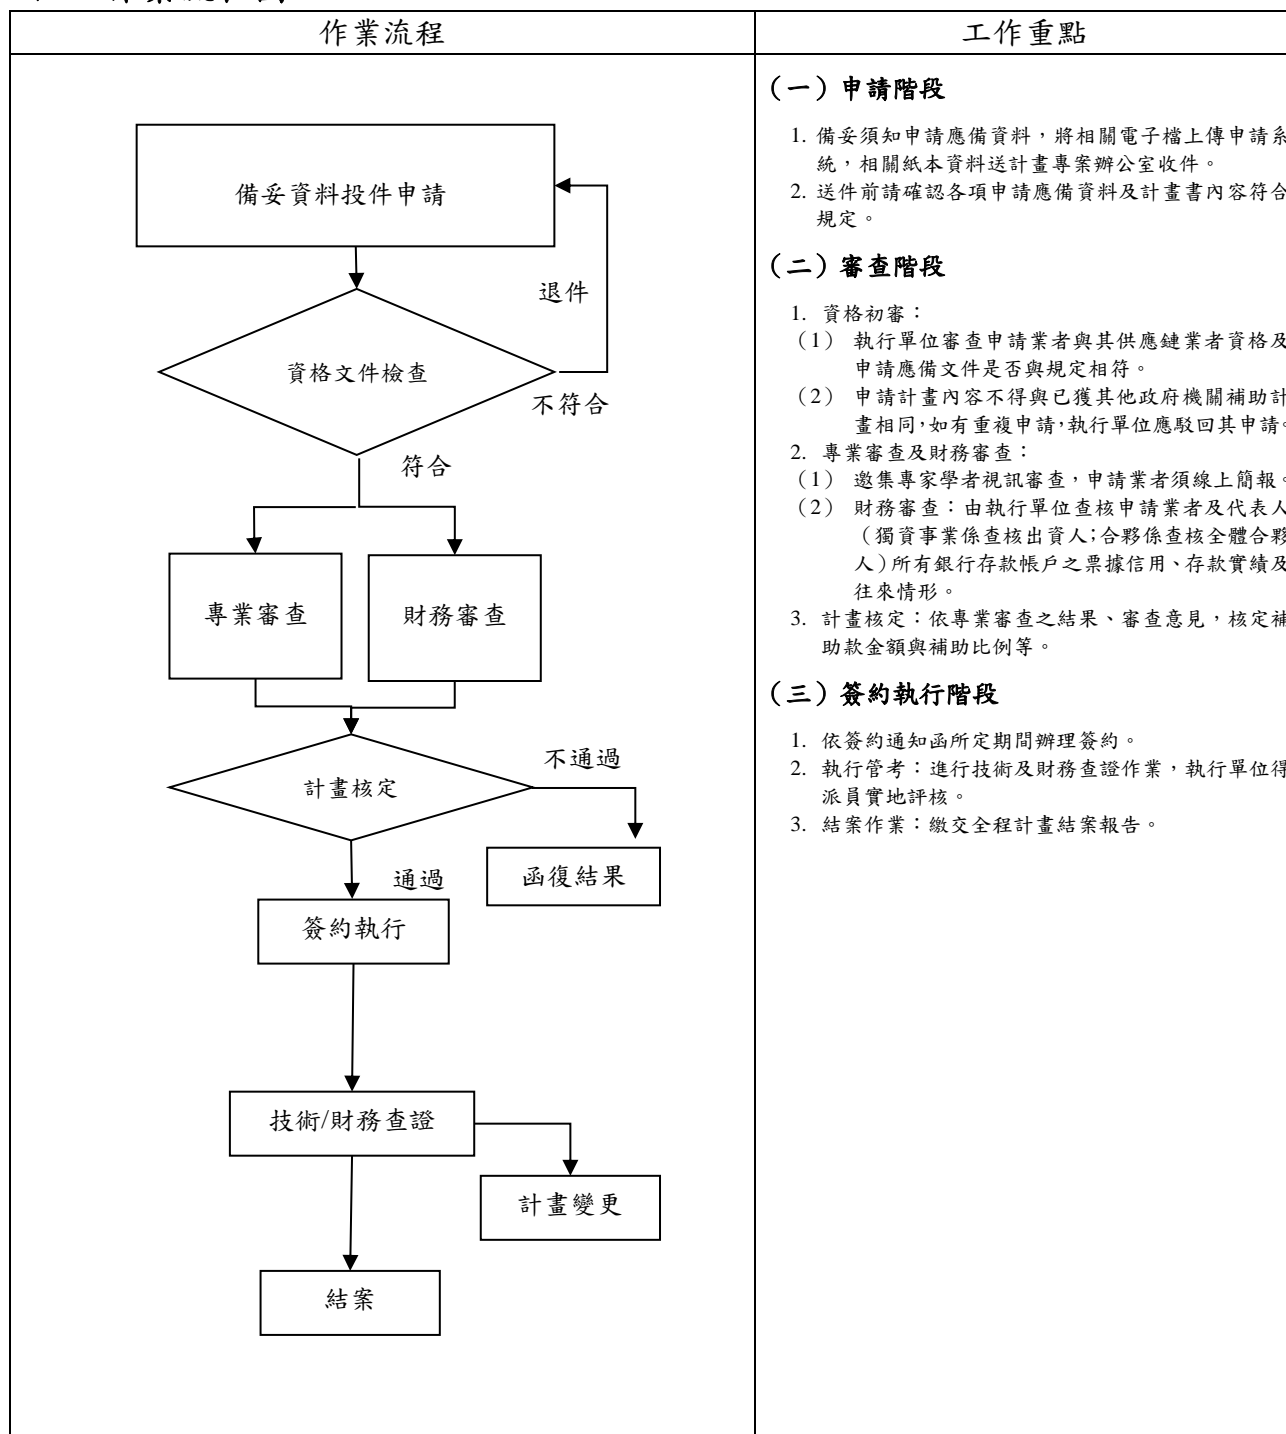 作業流程
工作重點
備妥資料投件申請
退件
資格文件檢查
不符合
符合
專業審查
財務審查
不通過
計畫核定
函復結果
通過
簽約執行
技術/財務查證
計畫變更
結案
（一）申請階段
1. 備妥須知申請應備資料，將相關電子檔上傳申請系
統，相關紙本資料送計畫專案辦公室收件。
2. 送件前請確認各項申請應備資料及計畫書內容符合
規定。
（二）審查階段
1. 資格初審：
（1） 執行單位審查申請業者與其供應鏈業者資格及
申請應備文件是否與規定相符。
（2） 申請計畫內容不得與已獲其他政府機關補助計
畫相同，如有重複申請，執行單位應駁回其申請。
2. 專業審查及財務審查：
（1） 邀集專家學者視訊審查，申請業者須線上簡報。
（2） 財務審查：由執行單位查核申請業者及代表人
（獨資事業係查核出資人；合夥係查核全體合夥
人）所有銀行存款帳戶之票據信用、存款實績及
往來情形。
3. 計畫核定：依專業審查之結果、審查意見，核定補
助款金額與補助比例等。
（三）簽約執行階段
1. 依簽約通知函所定期間辦理簽約。
2. 執行管考：進行技術及財務查證作業，執行單位得
派員實地評核。
3. 結案作業：繳交全程計畫結案報告。